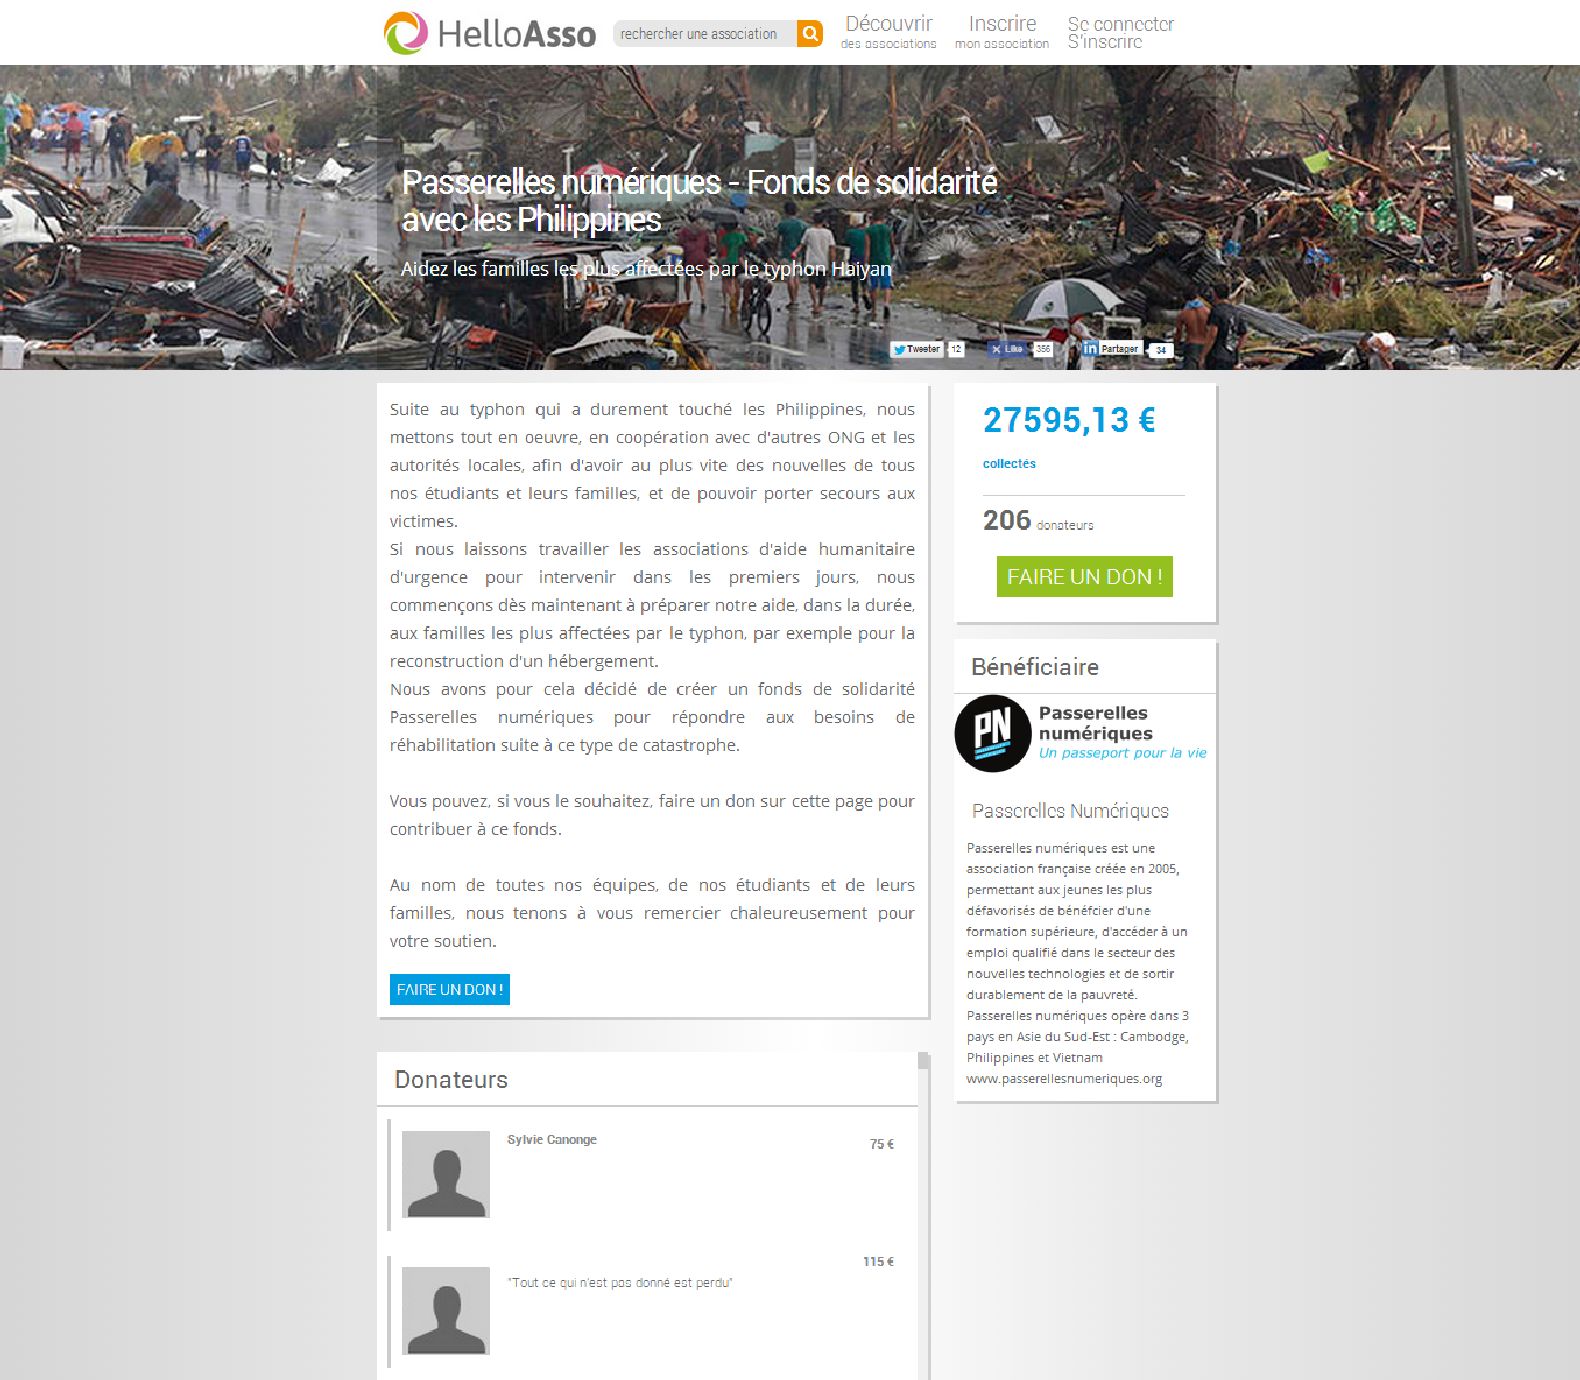 HelloAsso
rechercher une association
Découvrir
des associations
Inscrire
mon association
Se connecter
S'inscrire
Passerelles numériques - Fonds de solidarité
avec les Philippines
Aidez les familles les plus affectées par le typhon Haiyan
Tweeter 12
Like 356
in Partager 34
Suite au typhon qui a durement touché les Philippines, nous
mettons tout en oeuvre, en coopération avec d'autres ONG et les
autorités locales, afin d'avoir au plus vite des nouvelles de tous
nos étudiants et leurs familles, et de pouvoir porter secours aux
victimes.
Si nous laissons travailler les associations d'aide humanitaire
d'urgence pour intervenir dans les premiers jours, nous
commençons dès maintenant à préparer notre aide, dans la durée,
aux familles les plus affectées par le typhon, par exemple pour la
reconstruction d'un hébergement.
Nous avons pour cela décidé de créer un fonds de solidarité
Passerelles numériques pour répondre aux besoins de
réhabilitation suite à ce type de catastrophe.
Vous pouvez, si vous le souhaitez, faire un don sur cette page pour
contribuer à ce fonds.
Au nom de toutes nos équipes, de nos étudiants et de leurs
familles, nous tenons à vous remercier chaleureusement pour
votre soutien.
FAIRE UN DON !
27595,13 €
collectés
206 donateurs
FAIRE UN DON !
Bénéficiaire
PN
Passerelles
numériques
Un passeport pour la vie
Passerelles Numériques
Passerelles numériques est une
association française créée en 2005,
permettant aux jeunes les plus
défavorisés de bénéfcier d'une
formation supérieure, d'accéder à un
emploi qualifié dans le secteur des
nouvelles technologies et de sortir
durablement de la pauvreté.
Passerelles numériques opère dans 3
pays en Asie du Sud-Est : Cambodge,
Philippines et Vietnam
www.passerellesnumeriques.org
Donateurs
Sylvie Canonge
75 €
115 €
"Tout ce qui n'est pas donné est perdu"